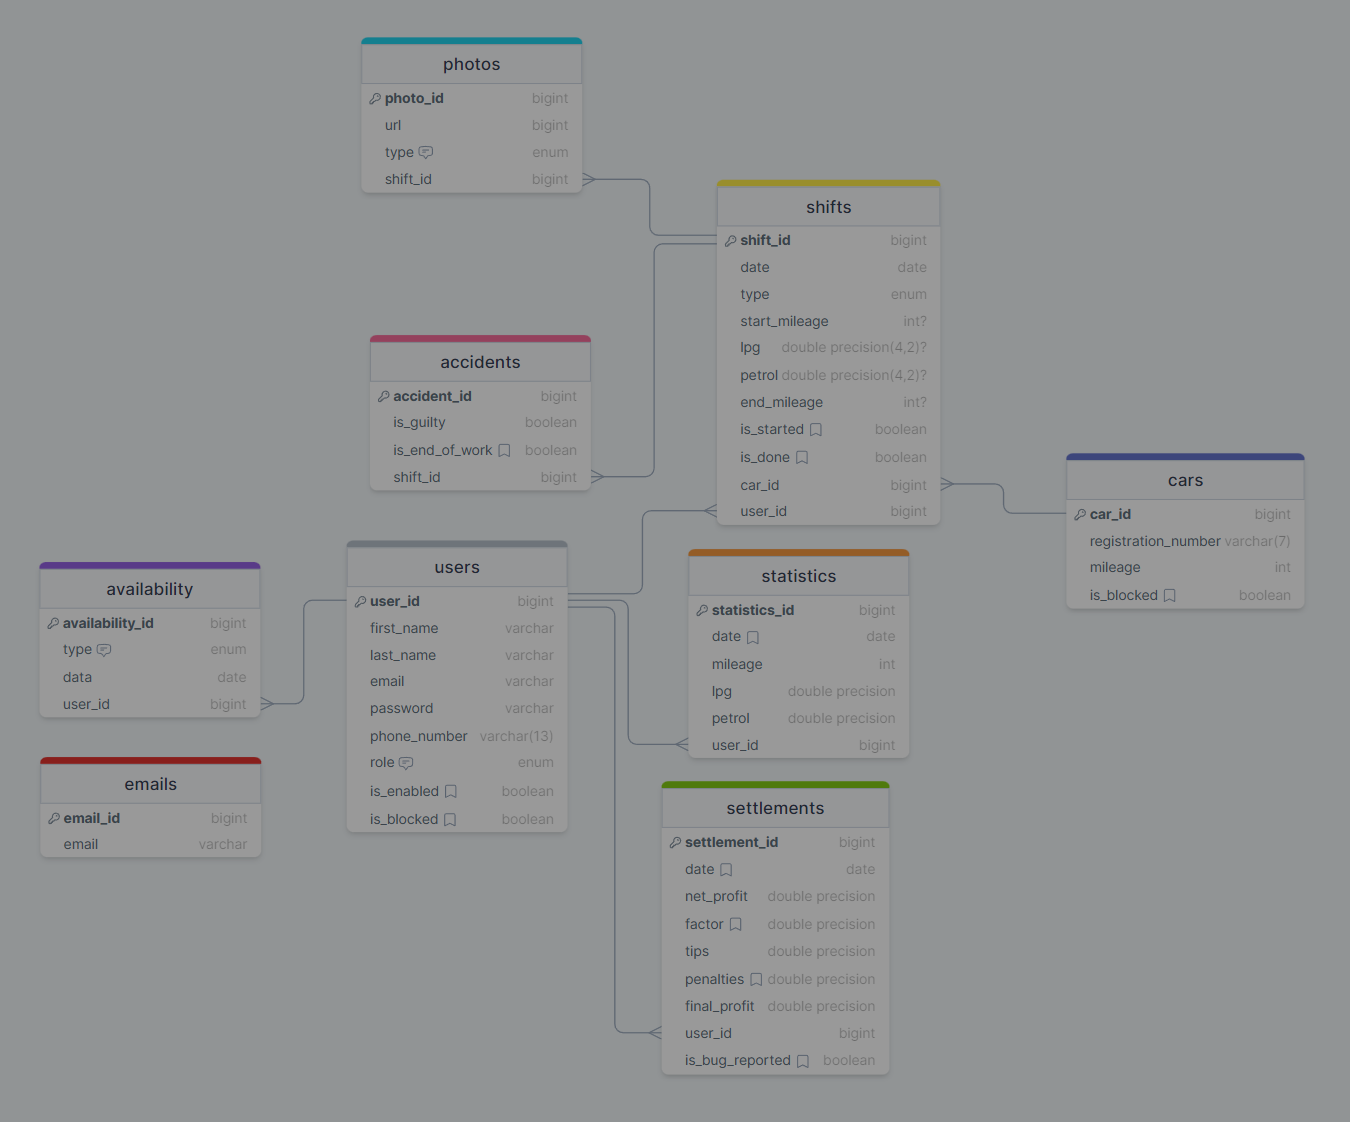 photos
photo_id bigint
url bigint
type enum
shift_id bigint
shifts
shift_id bigint
date date
type enum
start_mileage int?
lpg double precision(4,2)?
petrol double precision(4,2)?
end_mileage int?
is_started boolean
is_done boolean
car_id bigint
user_id bigint
accidents
accident_id bigint
is_guilty boolean
is_end_of_work boolean
shift_id bigint
cars
car_id bigint
registration_number varchar(7)
mileage int
is_blocked boolean
users
user_id bigint
first_name varchar
last_name varchar
email varchar
password varchar
phone_number varchar(13)
role enum
is_enabled boolean
is_blocked boolean
statistics
statistics_id bigint
date date
mileage int
lpg double precision
petrol double precision
user_id bigint
availability
availability_id bigint
type enum
data date
user_id bigint
emails
email_id bigint
email varchar
settlements
settlement_id bigint
date date
net_profit double precision
factor double precision
tips double precision
penalties double precision
final_profit double precision
user_id bigint
is_bug_reported boolean